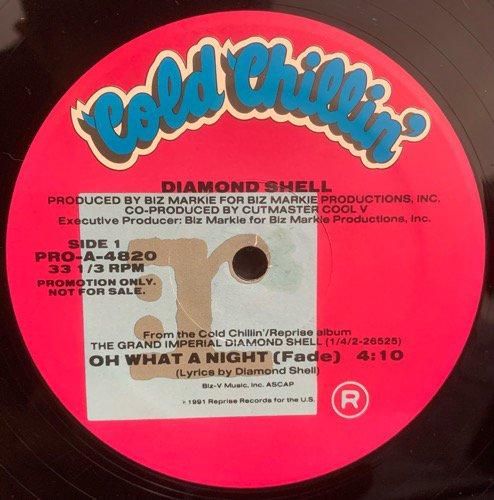 'Cold Chillin''
DIAMOND SHELL
PRODUCED BY BIZ MARKIE FOR BIZ MARKIE PRODUCTIONS, INC.
CO-PRODUCED BY CUTMASTER COOL V
Executive Producer: Biz Markie for Biz Markie Productions, Inc.
SIDE 1
PRO-A-4820
33 1/3 RPM
PROMOTION ONLY.
NOT FOR SALE.
r:
From the Cold Chillin'/Reprise album
THE GRAND IMPERIAL DIAMOND SHELL (1/4/2-26525)
OH WHAT A NIGHT (Fade) 4:10
(Lyrics by Diamond Shell)
Biz-V Music, Inc. ASCAP
℗ 1991 Reprise Records for the U.S.
R